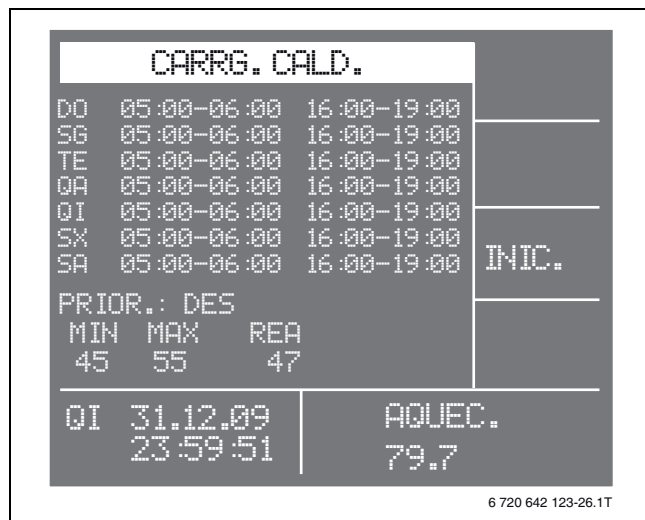 CARRG. CALD.
DO 05:00-06:00 16:00-19:00
SG 05:00-06:00 16:00-19:00
TE 05:00-06:00 16:00-19:00
QA 05:00-06:00 16:00-19:00
QI 05:00-06:00 16:00-19:00
SX 05:00-06:00 16:00-19:00
SA 05:00-06:00 16:00-19:00
INIC.
PRIOR.: DES
MIN MAX REA
45 55 47
QI 31.12.09
23:59:51
AQUEC.
79.7
6 720 642 123-26.1T